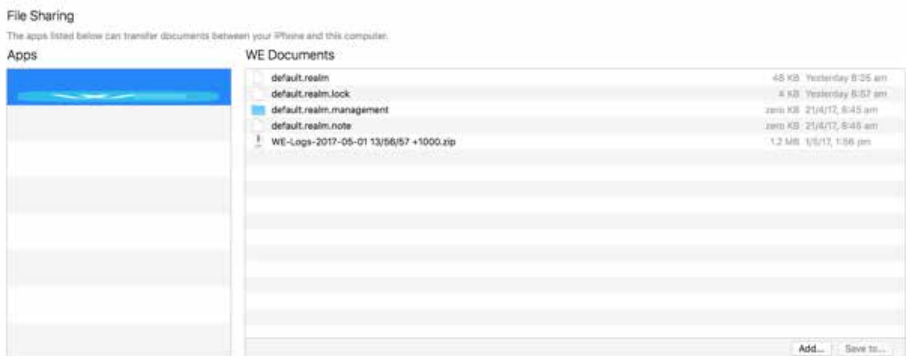 File Sharing
The apps listed below can transfer documents between your iPhone and this computer.
Apps
WE Documents
default.realm 48 KB Yesterday 8:25 am
default.realm.lock 4 KB Yesterday 8:57 am
default.realm.management zero KB 21/4/17, 8:45 am
default.realm.note zero KB 21/4/17, 8:45 am
WE-Logs-2017-05-01 13/56/57 +1000.zip 1.2 MB 1/5/17, 1:56 pm
Add... Save to...